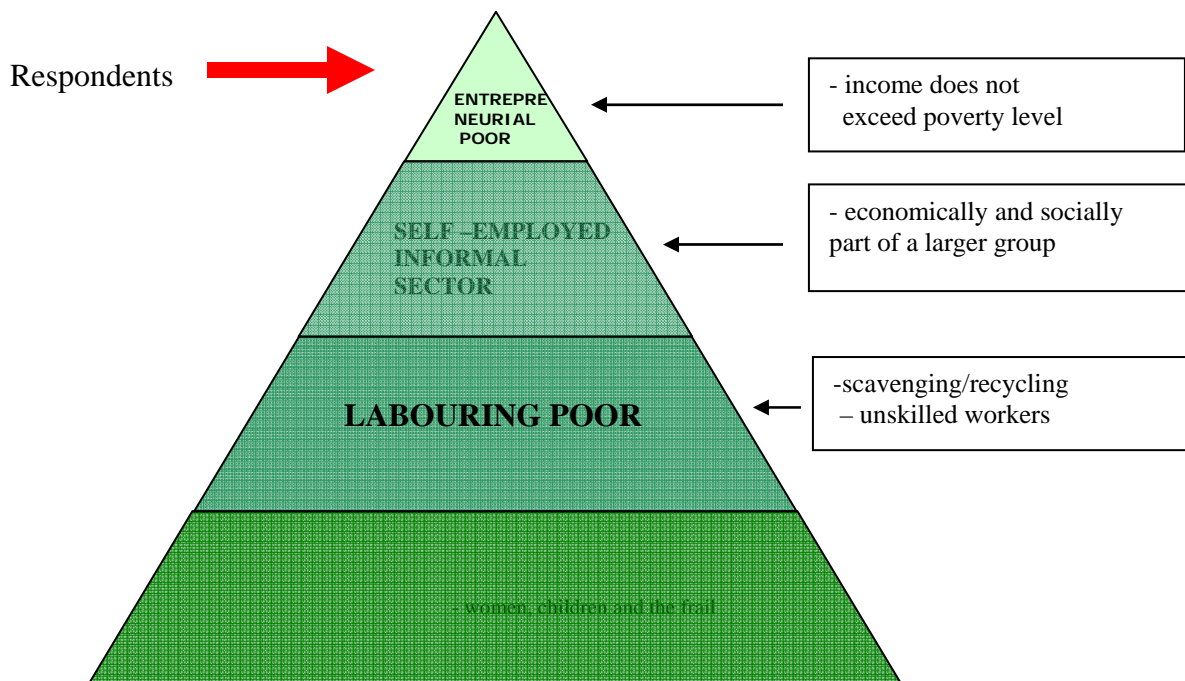 Respondents
ENTREPRE
NEURIAL
POOR
- income does not
exceed poverty level
SELF –EMPLOYED
INFORMAL
SECTOR
- economically and socially
part of a larger group
LABOURING POOR
-scavenging/recycling
– unskilled workers
- women, children and the frail